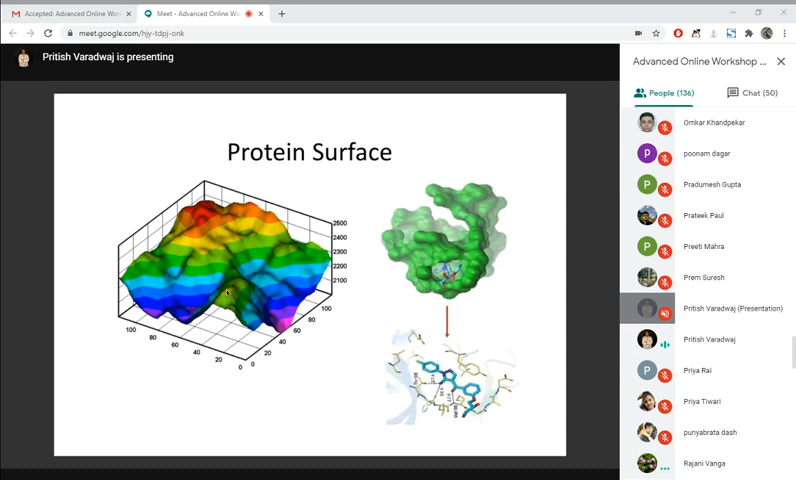 Accepted: Advanced Online Wor
Meet - Advanced Online W
meet.google.com/hjy-tdpj-onk
Pritish Varadwaj is presenting
Advanced Online Workshop ...
People (136)
Chat (50)
Protein Surface
2500
2400
2300
2200
2100
100
80
60
40
20
0
0
20
40
60
80
100
Omkar Khandpekar
p
poonam dagar
P
Pradumesh Gupta
Prateek Paul
P
Preeti Mahra
Prem Suresh
Pritish Varadwaj (Presentation)
Pritish Varadwaj
P
Priya Rai
Priya Tiwari
punyabrata dash
Rajani Vanga